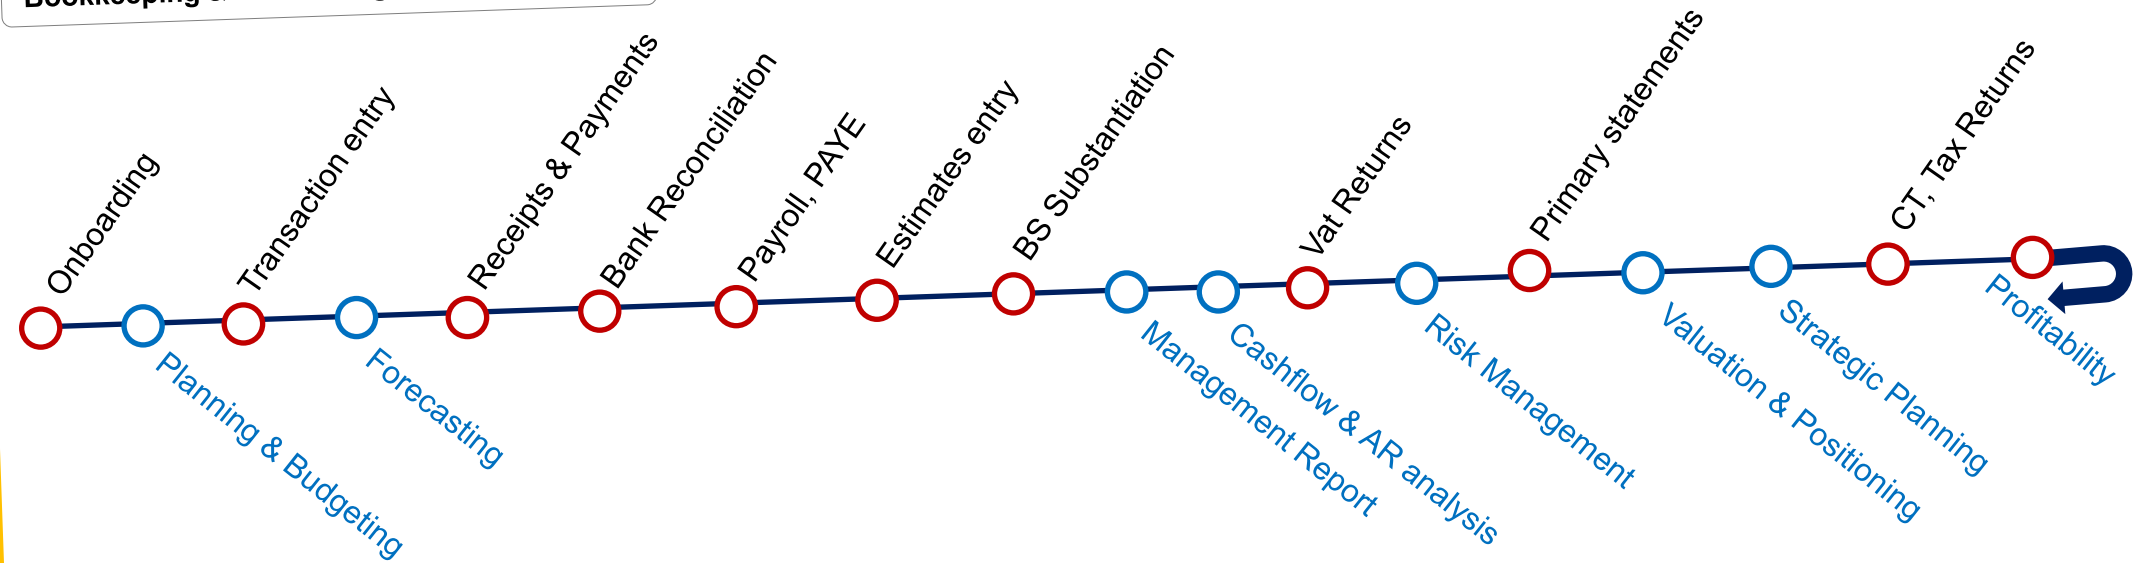 Onboarding
Planning & Budgeting
Transaction entry
Forecasting
Receipts & Payments
Bank Reconciliation
Payroll, PAYE
Estimates entry
BS Substantiation
Management Report
Cashflow & AR analysis
Vat Returns
Risk Management
Primary statements
Valuation & Positioning
Strategic Planning
CT, Tax Returns
Profitability